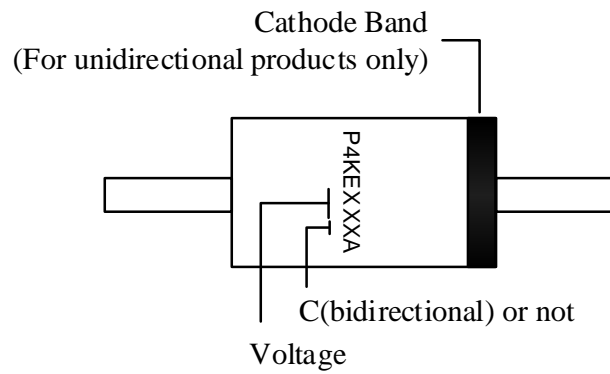 Cathode Band
(For unidirectional products only)
P4KEXXXA
C(bidirectional) or not
Voltage